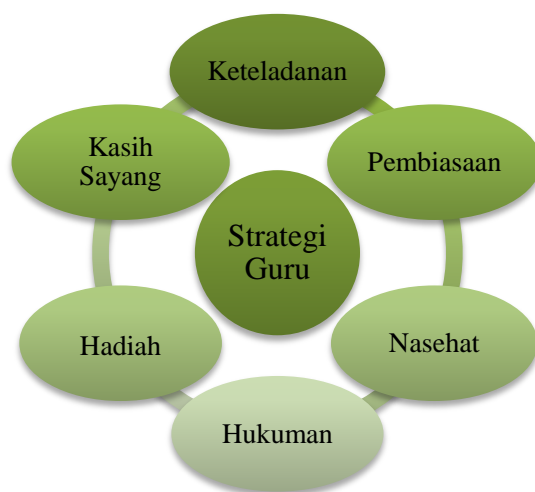 Keteladanan
Kasih
Sayang
Pembiasaan
Strategi
Guru
Hadiah
Nasehat
Hukuman